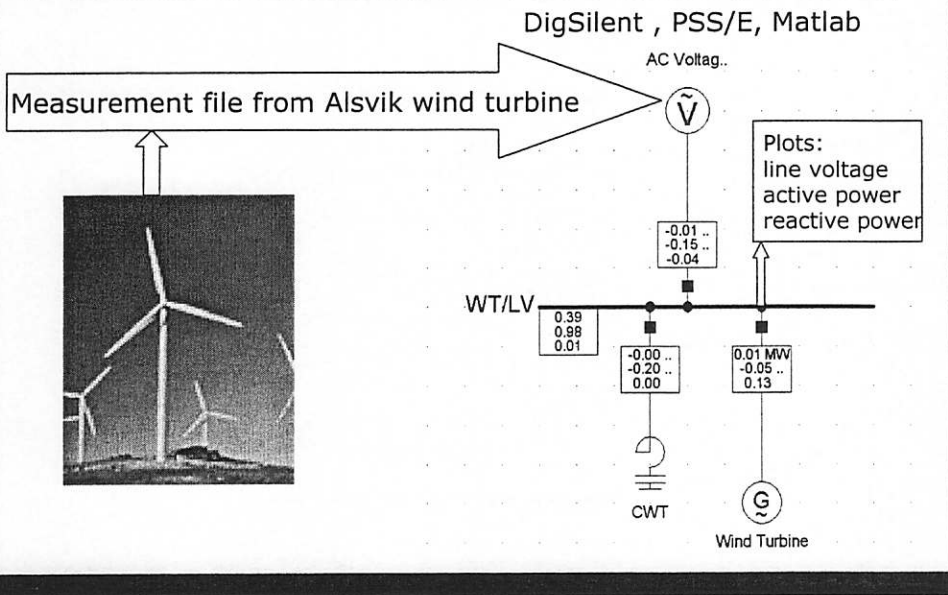 DigSilent , PSS/E, Matlab
AC Voltag..
Measurement file from Alsvik wind turbine
V
Plots:
line voltage
active power
reactive power
-0.01 ..
-0.15 ..
-0.04
WT/LV
0.39
0.98
0.01
-0.00 ..
-0.20 ..
0.00
0.01 MW
-0.05 ..
0.13
CWT
G
Wind Turbine